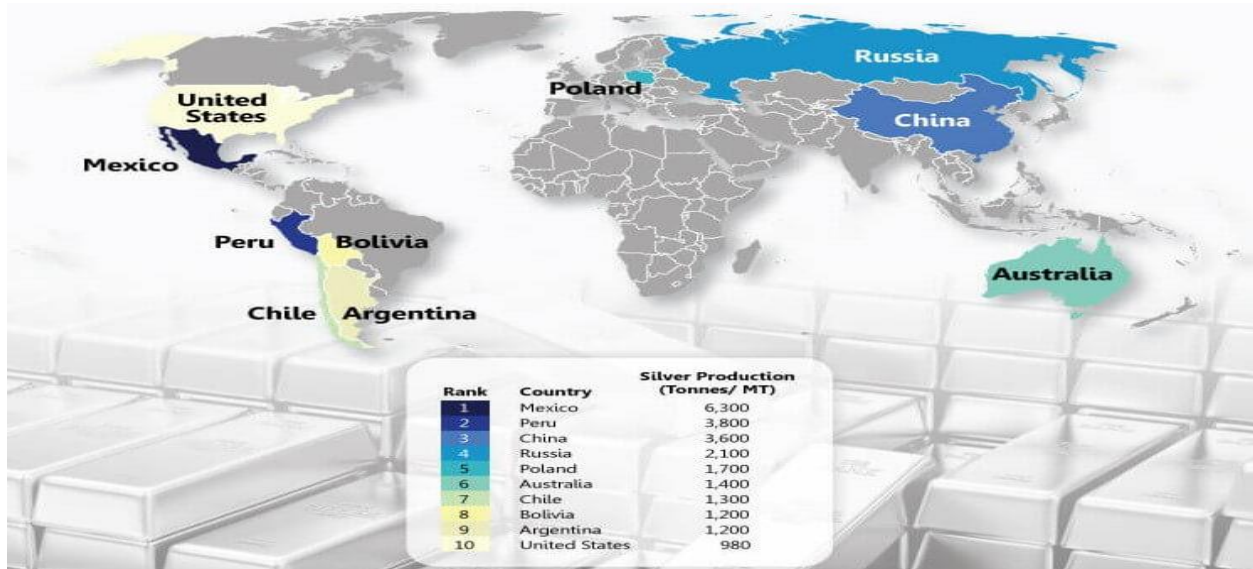 Russia
Poland
United
States
China
Mexico
Peru
Bolivia
Australia
Chile
Argentina
Rank Country Silver Production
(Tonnes/ MT)
1 Mexico 6,300
2 Peru 3,800
3 China 3,600
4 Russia 2,100
5 Poland 1,700
6 Australia 1,400
7 Chile 1,300
8 Bolivia 1,200
9 Argentina 1,200
10 United States 980